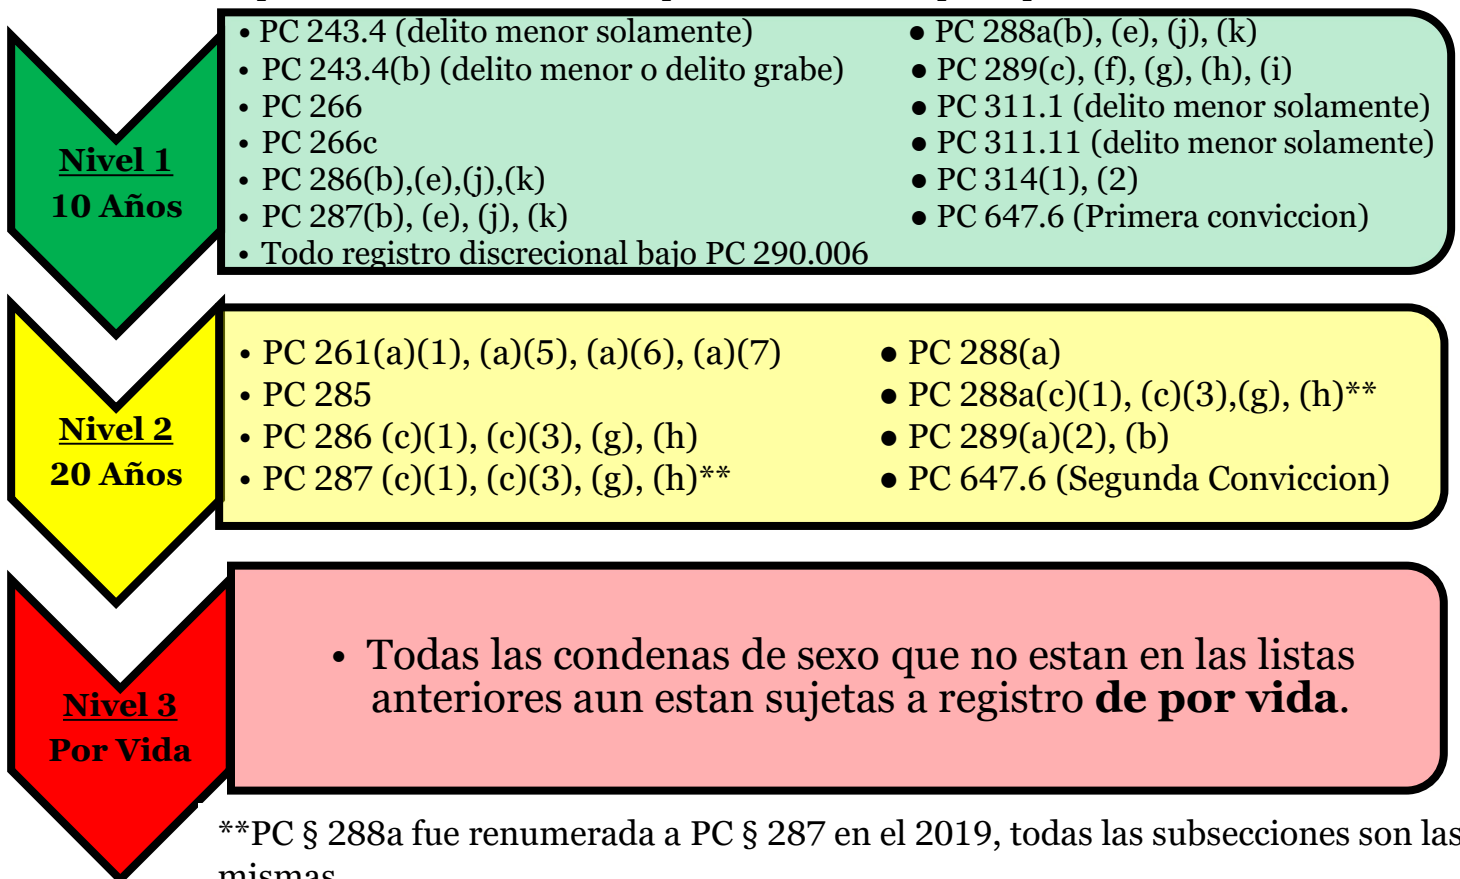 Nivel 1
10 Años
• PC 243.4 (delito menor solamente)
• PC 243.4(b) (delito menor o delito grabe)
• PC 266
• PC 266c
• PC 286(b),(e),(j),(k)
• PC 287(b), (e), (j), (k)
• Todo registro discrecional bajo PC 290.006
● PC 288a(b), (e), (j), (k)
● PC 289(c), (f), (g), (h), (i)
● PC 311.1 (delito menor solamente)
● PC 311.11 (delito menor solamente)
● PC 314(1), (2)
● PC 647.6 (Primera conviccion)
Nivel 2
20 Años
• PC 261(a)(1), (a)(5), (a)(6), (a)(7)
• PC 285
• PC 286 (c)(1), (c)(3), (g), (h)
• PC 287 (c)(1), (c)(3), (g), (h)**
● PC 288(a)
● PC 288a(c)(1), (c)(3),(g), (h)**
● PC 289(a)(2), (b)
● PC 647.6 (Segunda Conviccion)
Nivel 3
Por Vida
• Todas las condenas de sexo que no estan en las listas
anteriores aun estan sujetas a registro de por vida.
**PC § 288a fue renumerada a PC § 287 en el 2019, todas las subsecciones son las
mismas